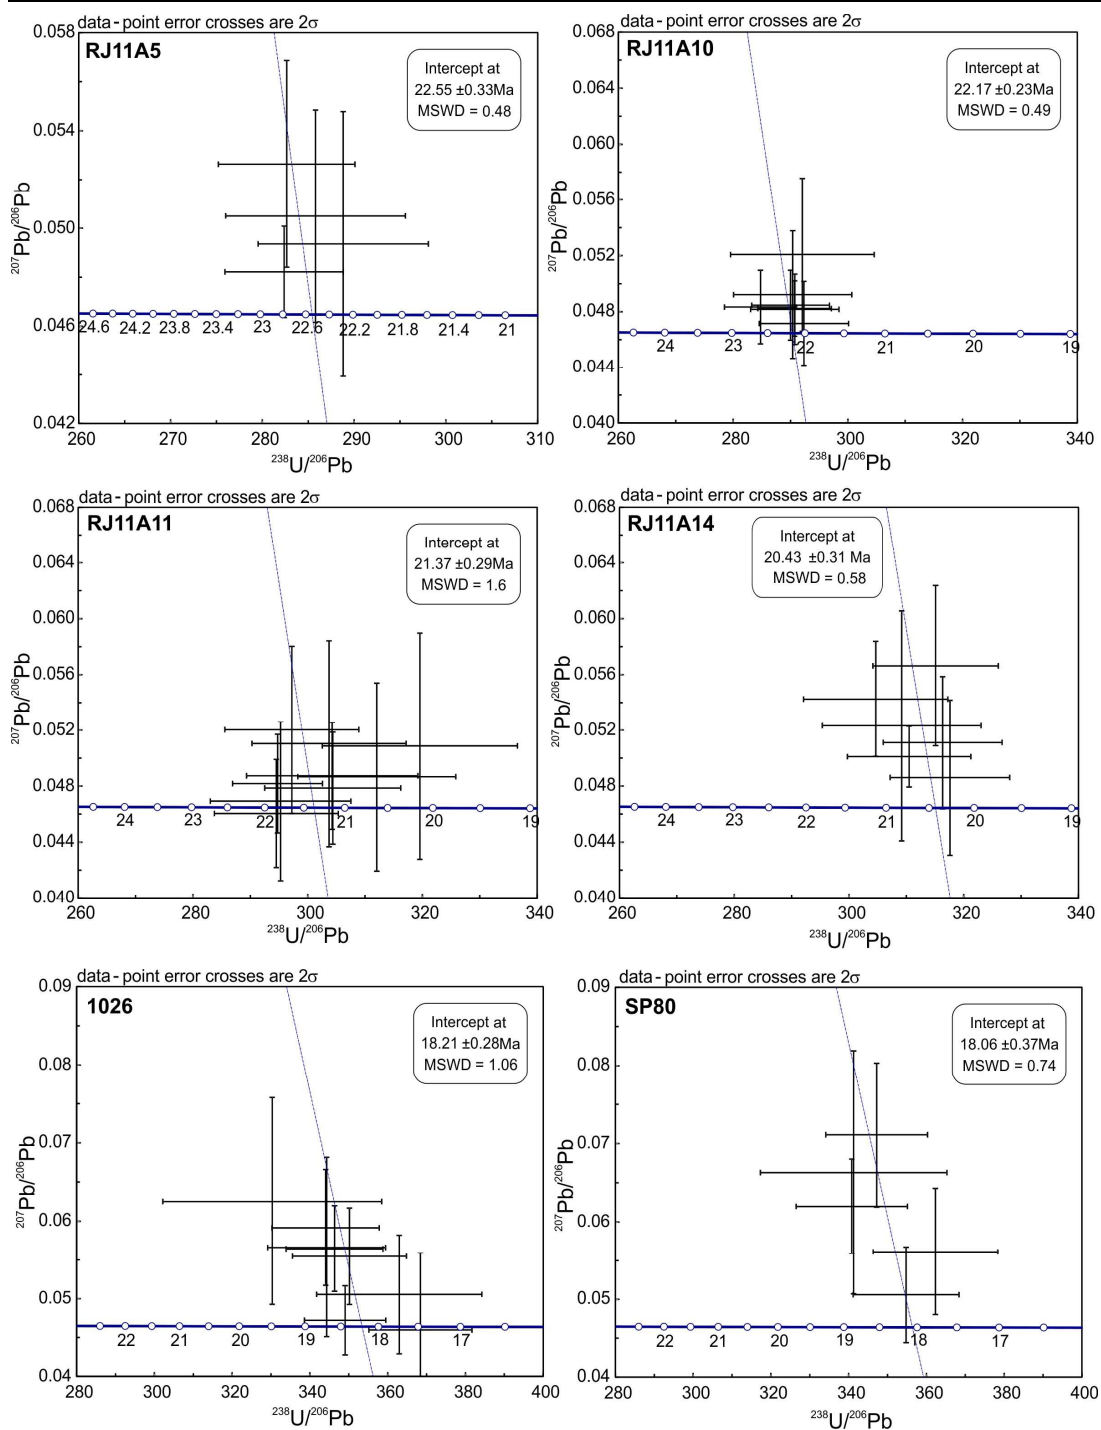 data-point error crosses are 2σ
RJ11A5
Intercept at
22.55 ±0.33Ma
MSWD = 0.48
0.058
0.054
0.050
0.046
0.042
²⁰⁷Pb/²⁰⁶Pb
24.6 24.2 23.8 23.4 23 22.6 22.2 21.8 21.4 21
260 270 280 290 300 310
²³⁸U/²⁰⁶Pb
data-point error crosses are 2σ
RJ11A10
Intercept at
22.17 ±0.23Ma
MSWD = 0.49
0.068
0.064
0.060
0.056
0.052
0.048
0.044
0.040
²⁰⁷Pb/²⁰⁶Pb
24 23 22 21 20 19
260 280 300 320 340
²³⁸U/²⁰⁶Pb
data-point error crosses are 2σ
RJ11A11
Intercept at
21.37 ±0.29Ma
MSWD = 1.6
0.068
0.064
0.060
0.056
0.052
0.048
0.044
0.040
²⁰⁷Pb/²⁰⁶Pb
24 23 22 21 20 19
260 280 300 320 340
²³⁸U/²⁰⁶Pb
data-point error crosses are 2σ
RJ11A14
Intercept at
20.43 ±0.31 Ma
MSWD = 0.58
0.068
0.064
0.060
0.056
0.052
0.048
0.044
0.040
²⁰⁷Pb/²⁰⁶Pb
24 23 22 21 20 19
260 280 300 320 340
²³⁸U/²⁰⁶Pb
data-point error crosses are 2σ
1026
Intercept at
18.21 ±0.28Ma
MSWD = 1.06
0.09
0.08
0.07
0.06
0.05
0.04
²⁰⁷Pb/²⁰⁶Pb
22 21 20 19 18 17
280 300 320 340 360 380 400
²³⁸U/²⁰⁶Pb
data-point error crosses are 2σ
SP80
Intercept at
18.06 ±0.37Ma
MSWD = 0.74
0.09
0.08
0.07
0.06
0.05
0.04
²⁰⁷Pb/²⁰⁶Pb
22 21 20 19 18 17
280 300 320 340 360 380 400
²³⁸U/²⁰⁶Pb